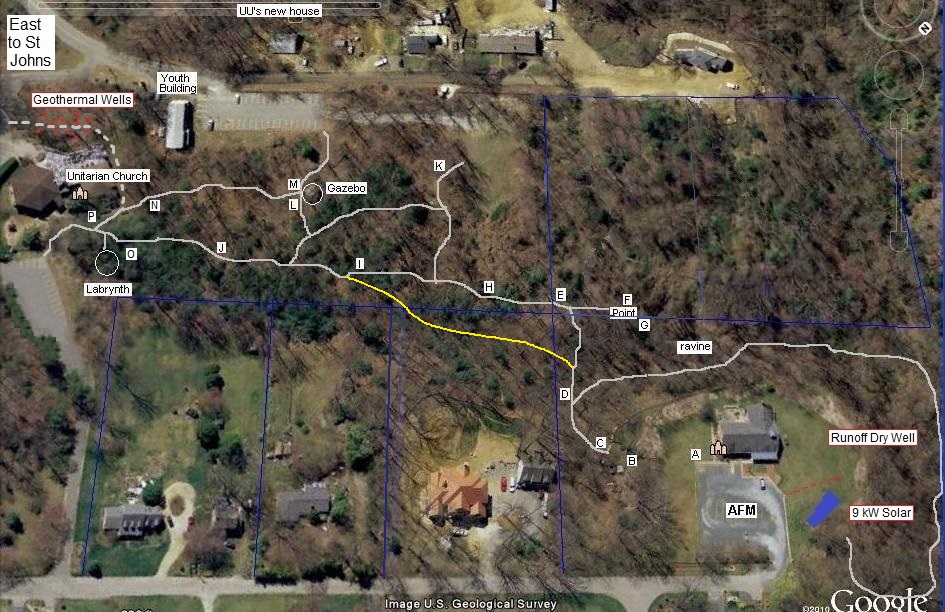 UU's new house
East
to St
Johns
N
Youth
Building
Geothermal Wells
Unitarian Church
K
M
Gazebo
L
N
P
J
O
I
Labrynth
H
E
F
Point
G
ravine
D
C
B
A
Runoff Dry Well
AFM
9 kW Solar
Image U.S. Geological Survey
©2010 Google